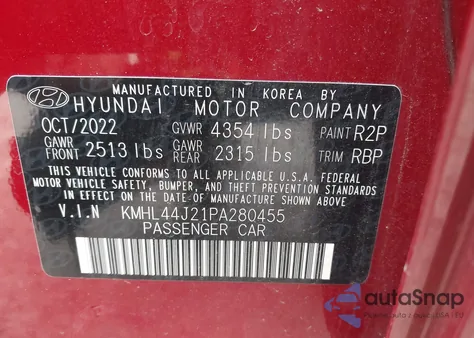 MANUFACTURED IN KOREA BY
HYUNDAI MOTOR COMPANY
OCT/2022 GVWR 4354 lbs PAINT R2P
GAWR FRONT 2513 lbs GAWR REAR 2315 lbs TRIM RBP
THIS VEHICLE CONFORMS TO ALL APPLICABLE U.S.A. FEDERAL
MOTOR VEHICLE SAFETY, BUMPER, AND THEFT PREVENTION STANDARDS
IN EFFECT ON THE DATE OF MANUFACTURE SHOWN ABOVE.
V.I.N KMHL44J21PA280455
PASSENGER CAR
autaSnap